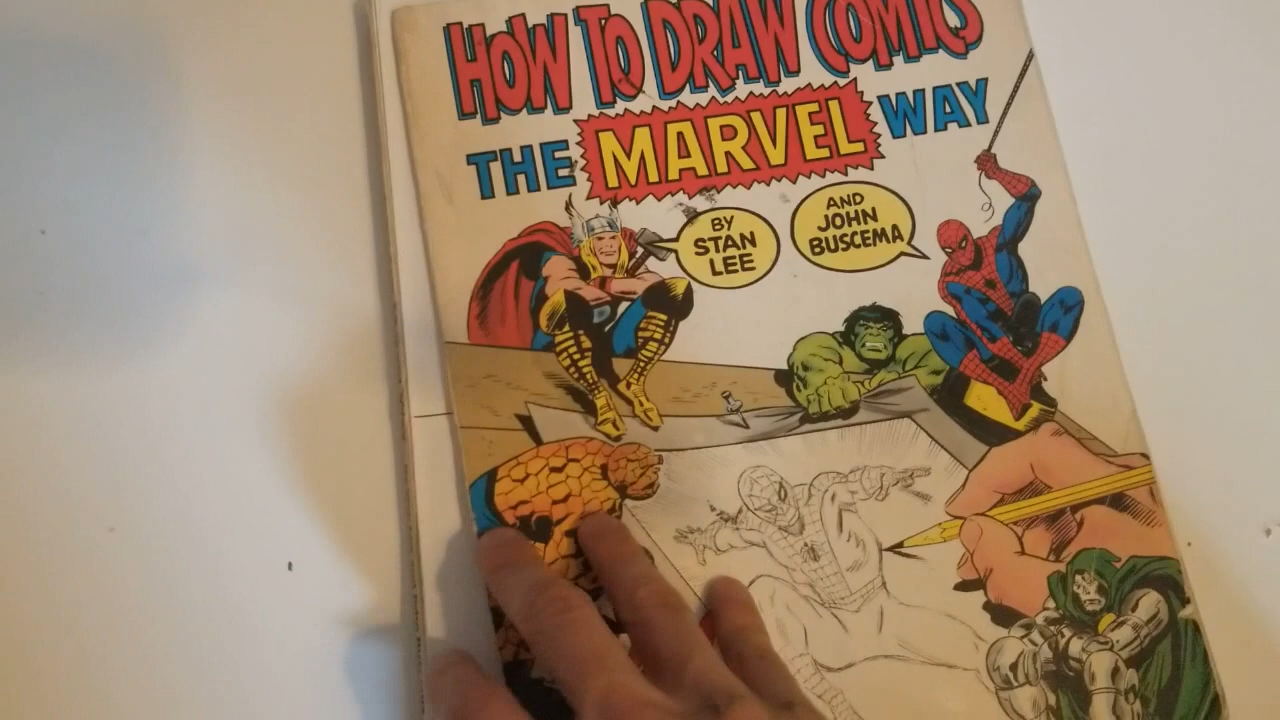 HOW TO DRAW COMICS
THE MARVEL WAY
BY
STAN
LEE
AND
JOHN
BUSCEMA